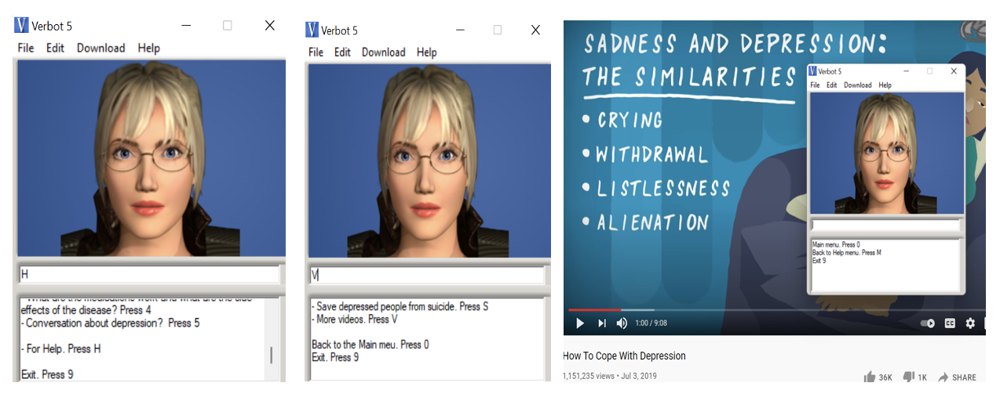 Verbot 5
File Edit Download Help
H
effects of the disease? Press 4
- Conversation about depression? Press 5
- For Help. Press H
Exit. Press 9
Verbot 5
File Edit Download Help
V
- Save depressed people from suicide. Press S
- More videos. Press V
Back to the Main meu. Press 0
Exit. Press 9
SADNESS AND DEPRESSION:
THE SIMILARITIES
• CRYING
• WITHDRAWAL
• LISTLESSNESS
• ALIENATION
Verbot 5
File Edit Download Help
Main menu. Press 0
Back to Help menu. Press M
Exit 9
1:00 / 9:08
CC
How To Cope With Depression
1,151,235 views • Jul 3, 2019
36K 1K SHARE